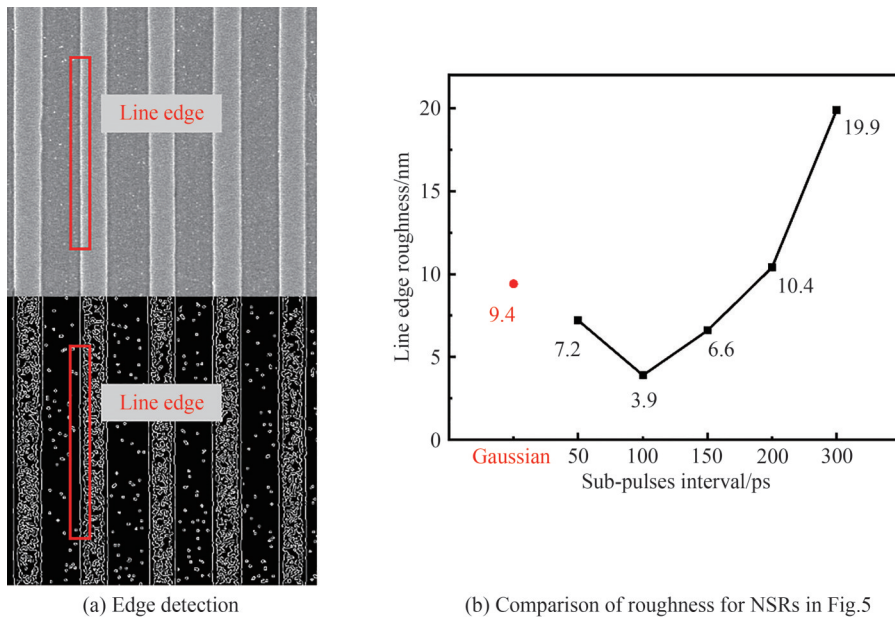 Line edge
Line edge
(a) Edge detection
Line edge roughness/nm
20
15
10
5
0
9.4
7.2
3.9
6.6
10.4
19.9
Gaussian
50
100
150
200
300
Sub-pulses interval/ps
(b) Comparison of roughness for NSRs in Fig.5